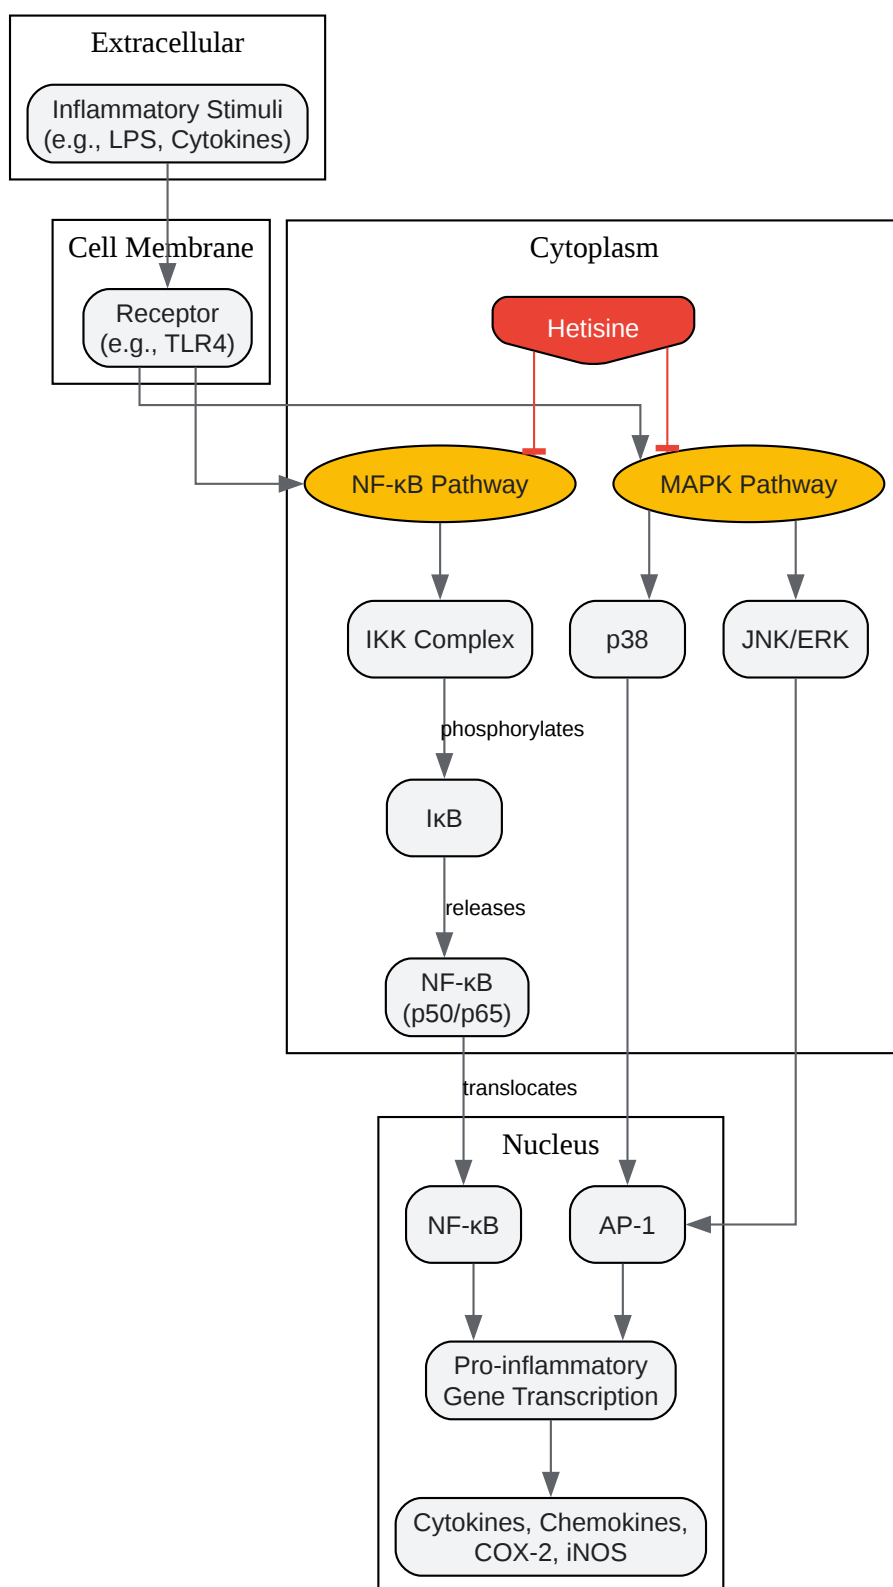 Extracellular
Inflammatory Stimuli
(e.g., LPS, Cytokines)
Cell Membrane
Receptor
(e.g., TLR4)
Cytoplasm
Hetisine
NF-κB Pathway
MAPK Pathway
IKK Complex
p38
JNK/ERK
phosphorylates
IκB
releases
NF-κB
(p50/p65)
translocates
Nucleus
NF-κB
AP-1
Pro-inflammatory
Gene Transcription
Cytokines, Chemokines,
COX-2, iNOS